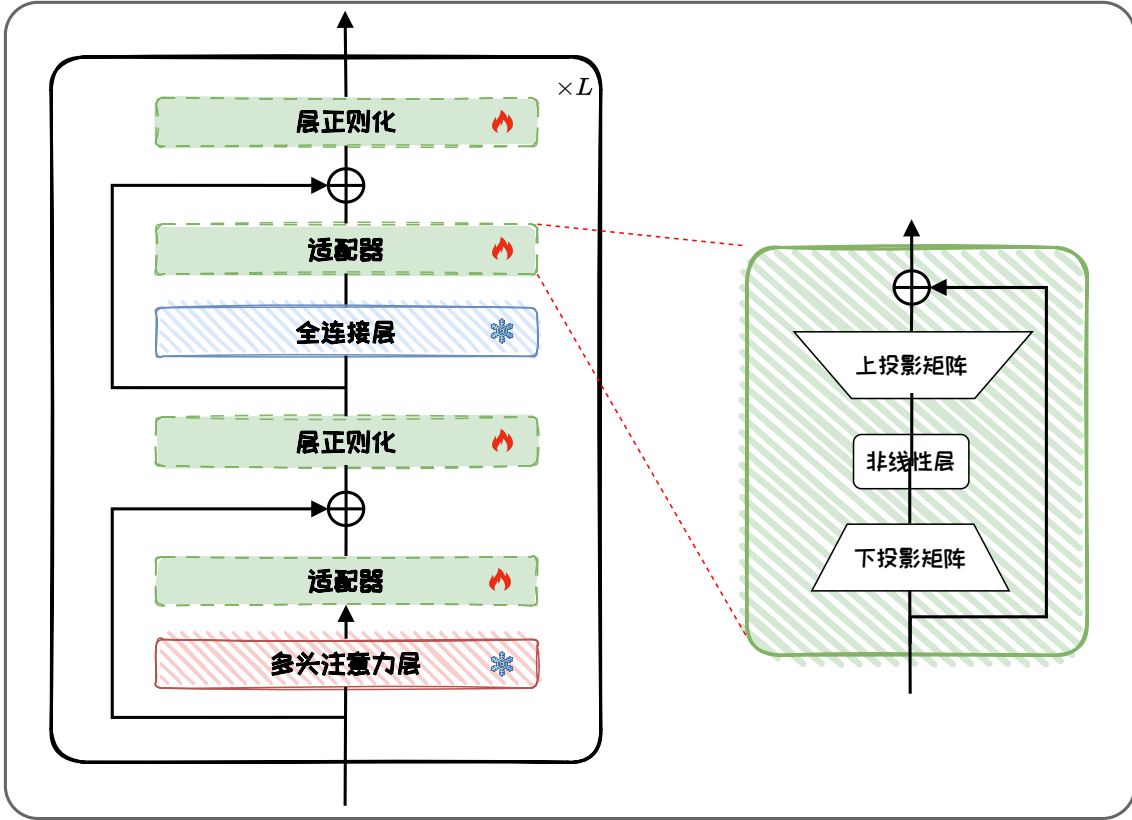 ×L
层正则化
适配器
全连接层
层正则化
适配器
多头注意力层
上投影矩阵
非线性层
下投影矩阵